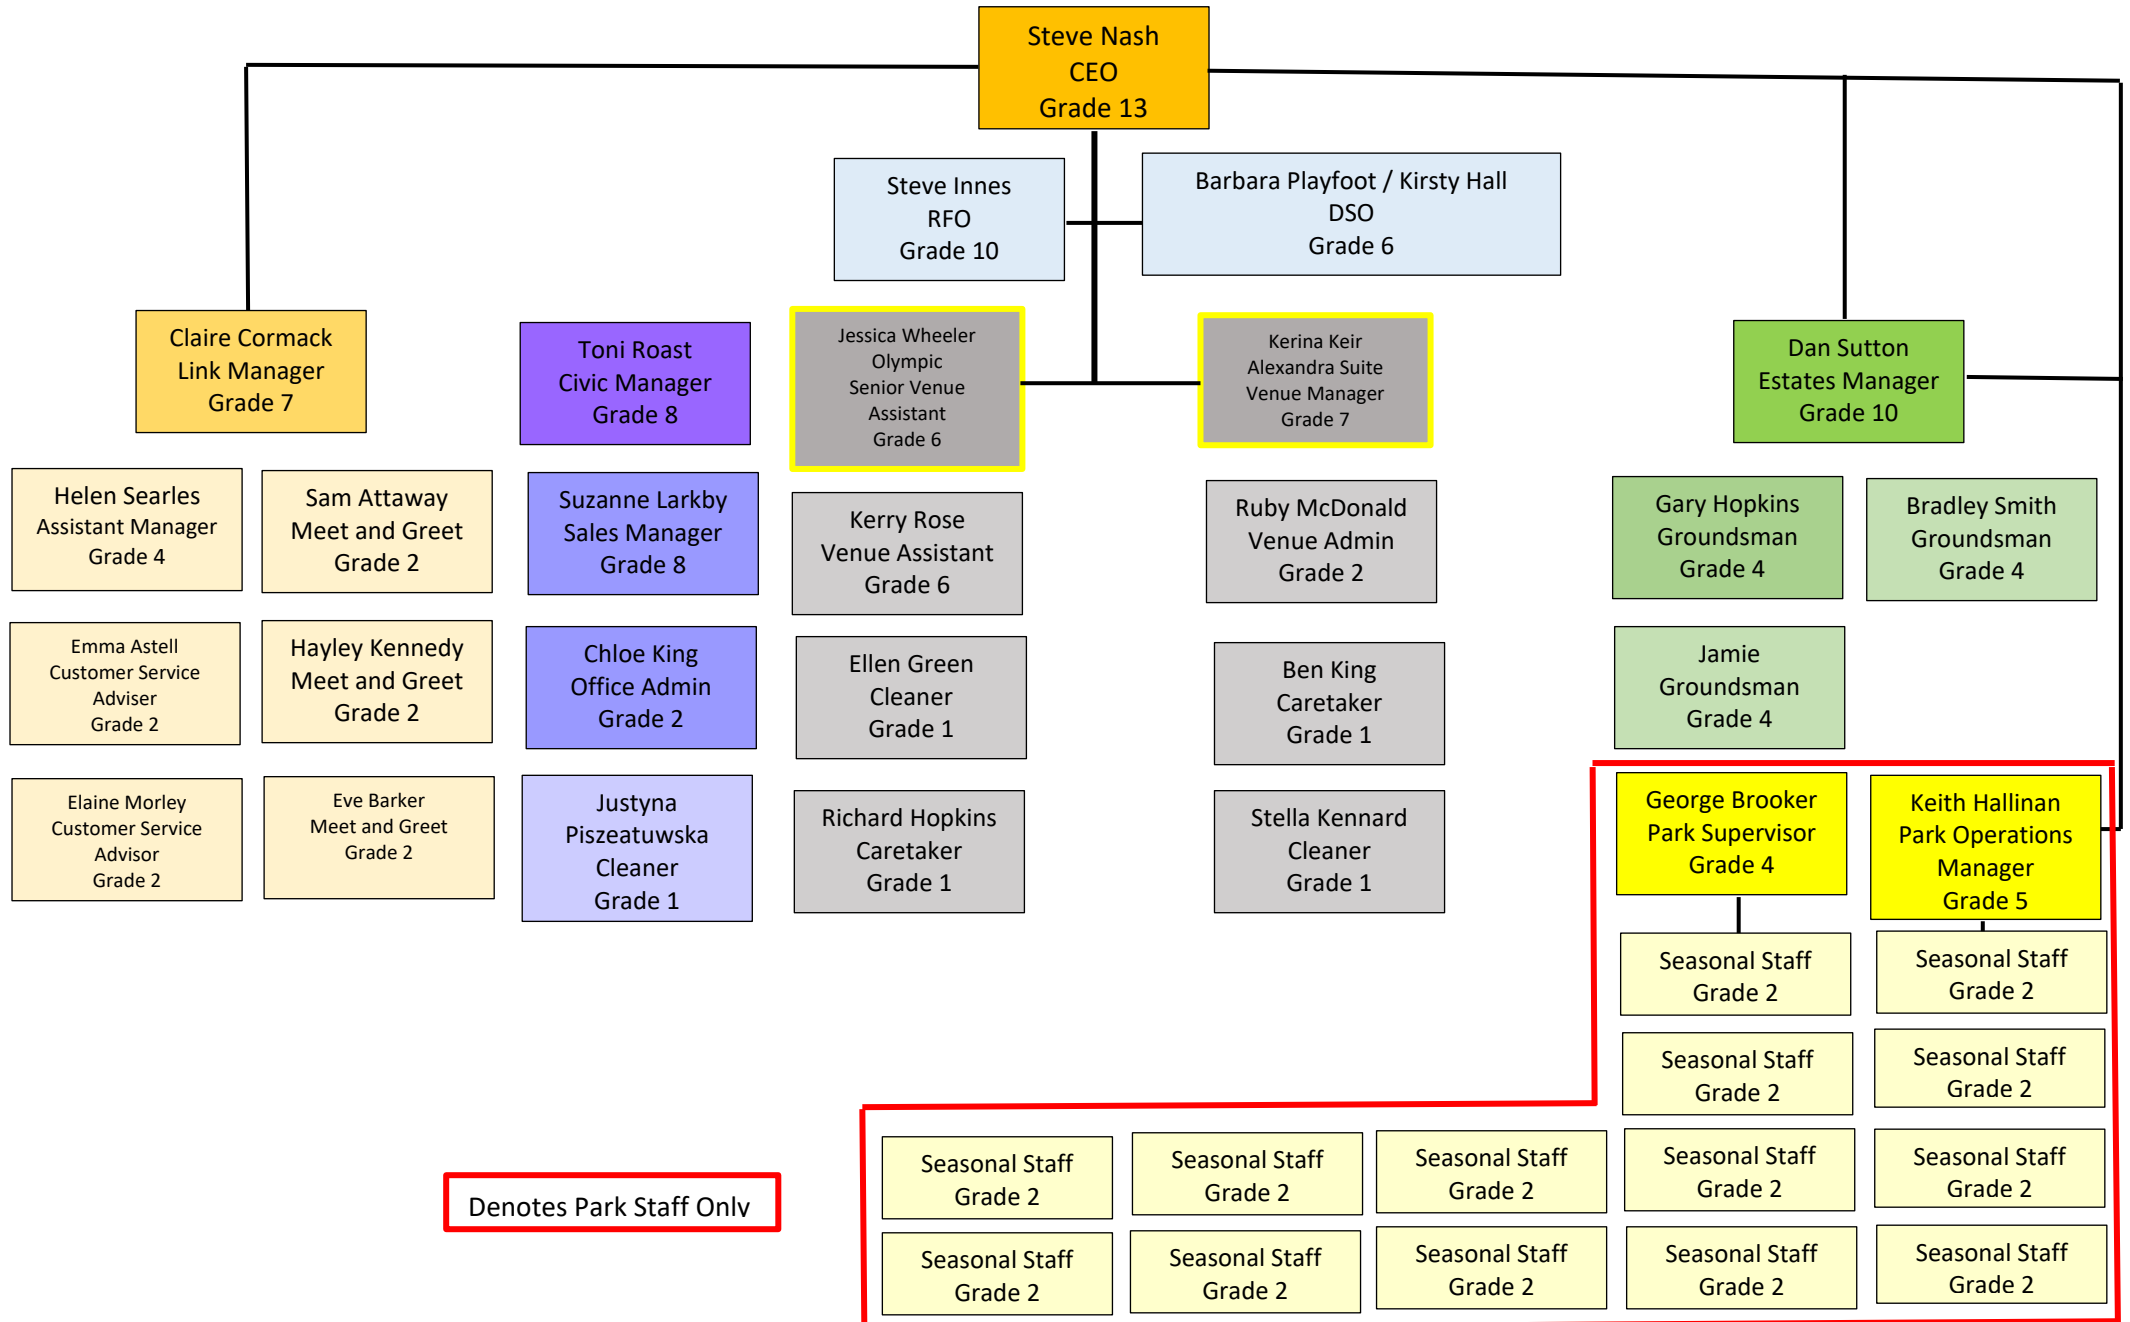 Steve Nash
CEO
Grade 13
Steve Innes
RFO
Grade 10
Barbara Playfoot / Kirsty Hall
DSO
Grade 6
Claire Cormack
Link Manager
Grade 7
Toni Roast
Civic Manager
Grade 8
Jessica Wheeler
Olympic
Senior Venue
Assistant
Grade 6
Kerina Keir
Alexandra Suite
Venue Manager
Grade 7
Dan Sutton
Estates Manager
Grade 10
Helen Searles
Assistant Manager
Grade 4
Sam Attaway
Meet and Greet
Grade 2
Suzanne Larkby
Sales Manager
Grade 8
Kerry Rose
Venue Assistant
Grade 6
Ruby McDonald
Venue Admin
Grade 2
Gary Hopkins
Groundsman
Grade 4
Bradley Smith
Groundsman
Grade 4
Emma Astell
Customer Service
Adviser
Grade 2
Hayley Kennedy
Meet and Greet
Grade 2
Chloe King
Office Admin
Grade 2
Ellen Green
Cleaner
Grade 1
Ben King
Caretaker
Grade 1
Jamie
Groundsman
Grade 4
Elaine Morley
Customer Service
Advisor
Grade 2
Eve Barker
Meet and Greet
Grade 2
Justyna
Piszeatuwska
Cleaner
Grade 1
Richard Hopkins
Caretaker
Grade 1
Stella Kennard
Cleaner
Grade 1
George Brooker
Park Supervisor
Grade 4
Keith Hallinan
Park Operations
Manager
Grade 5
Seasonal Staff
Grade 2
Seasonal Staff
Grade 2
Seasonal Staff
Grade 2
Seasonal Staff
Grade 2
Denotes Park Staff Only
Seasonal Staff
Grade 2
Seasonal Staff
Grade 2
Seasonal Staff
Grade 2
Seasonal Staff
Grade 2
Seasonal Staff
Grade 2
Seasonal Staff
Grade 2
Seasonal Staff
Grade 2
Seasonal Staff
Grade 2
Seasonal Staff
Grade 2
Seasonal Staff
Grade 2